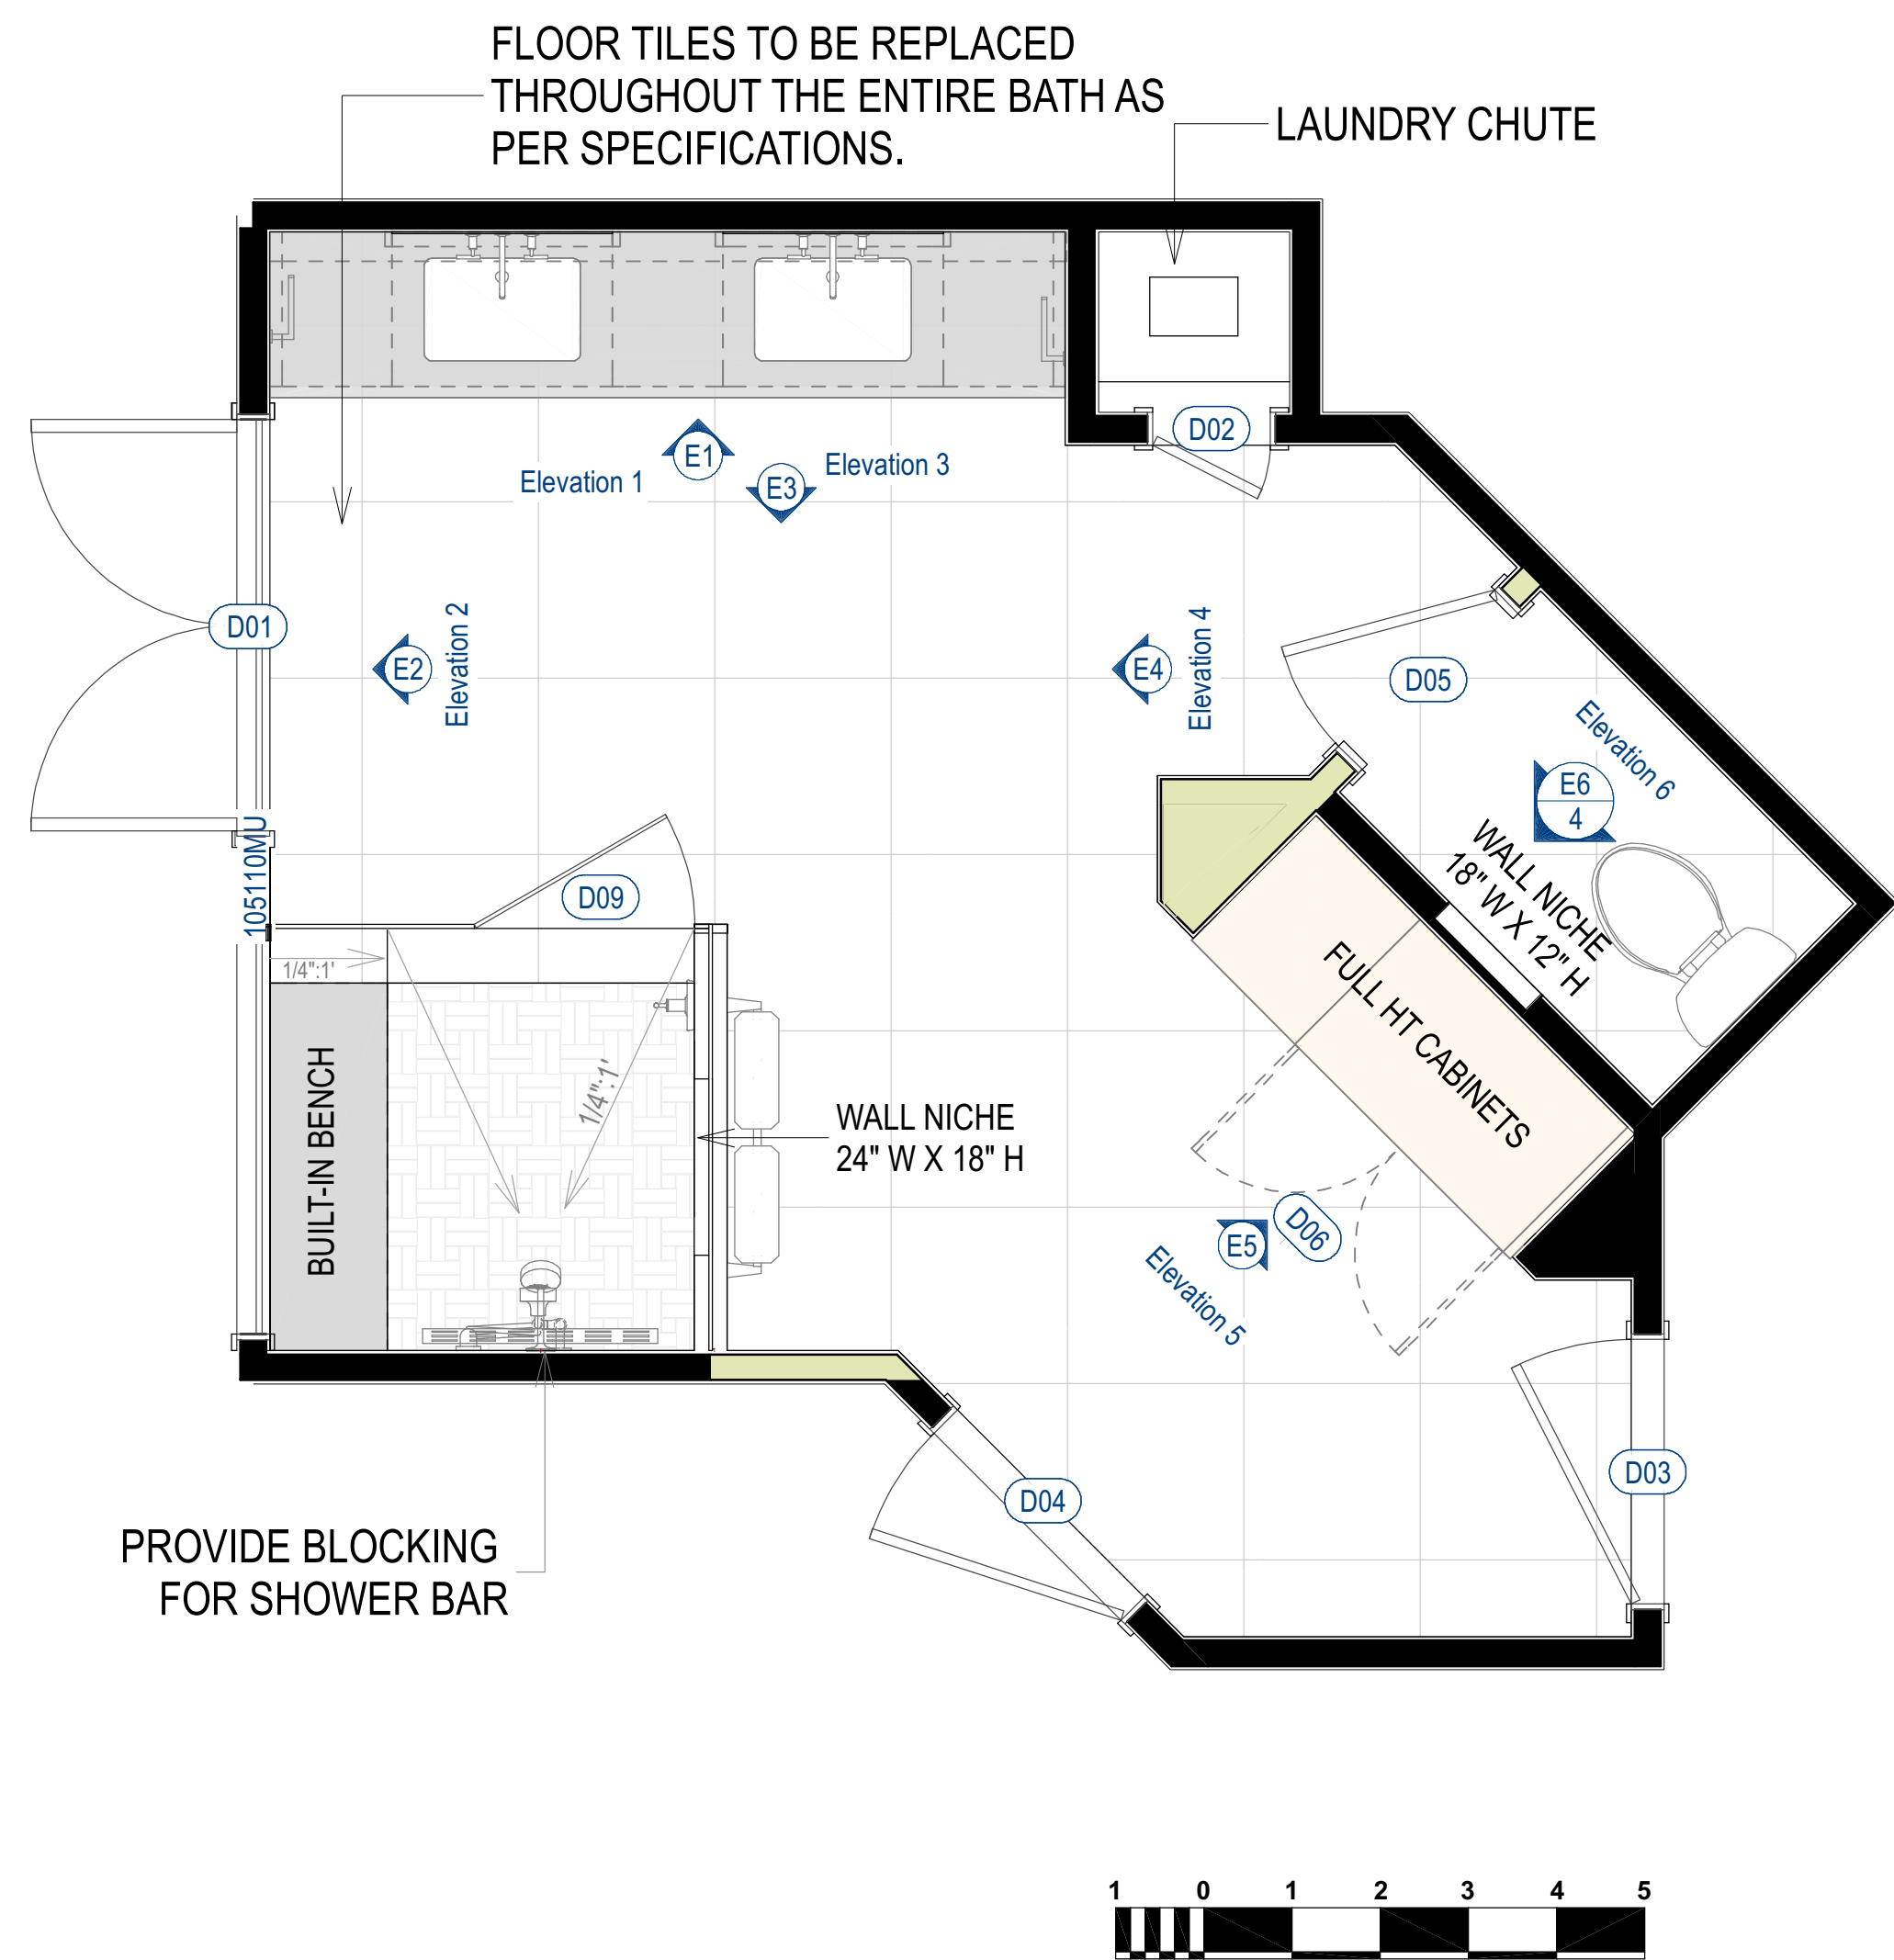 FLOOR TILES TO BE REPLACED
THROUGHOUT THE ENTIRE BATH AS
PER SPECIFICATIONS.
LAUNDRY CHUTE
D02
E1
Elevation 1
E3
Elevation 3
D01
E2
Elevation 2
E4
Elevation 4
D05
Elevation 6
E6
4
105110MU
D09
WALL NICHE
18" W X 12" H
FULL HT CABINETS
1/4":1'
1/4":1'
BUILT-IN BENCH
WALL NICHE
24" W X 18" H
E5
D06
Elevation 5
D03
D04
PROVIDE BLOCKING
FOR SHOWER BAR
1 0 1 2 3 4 5